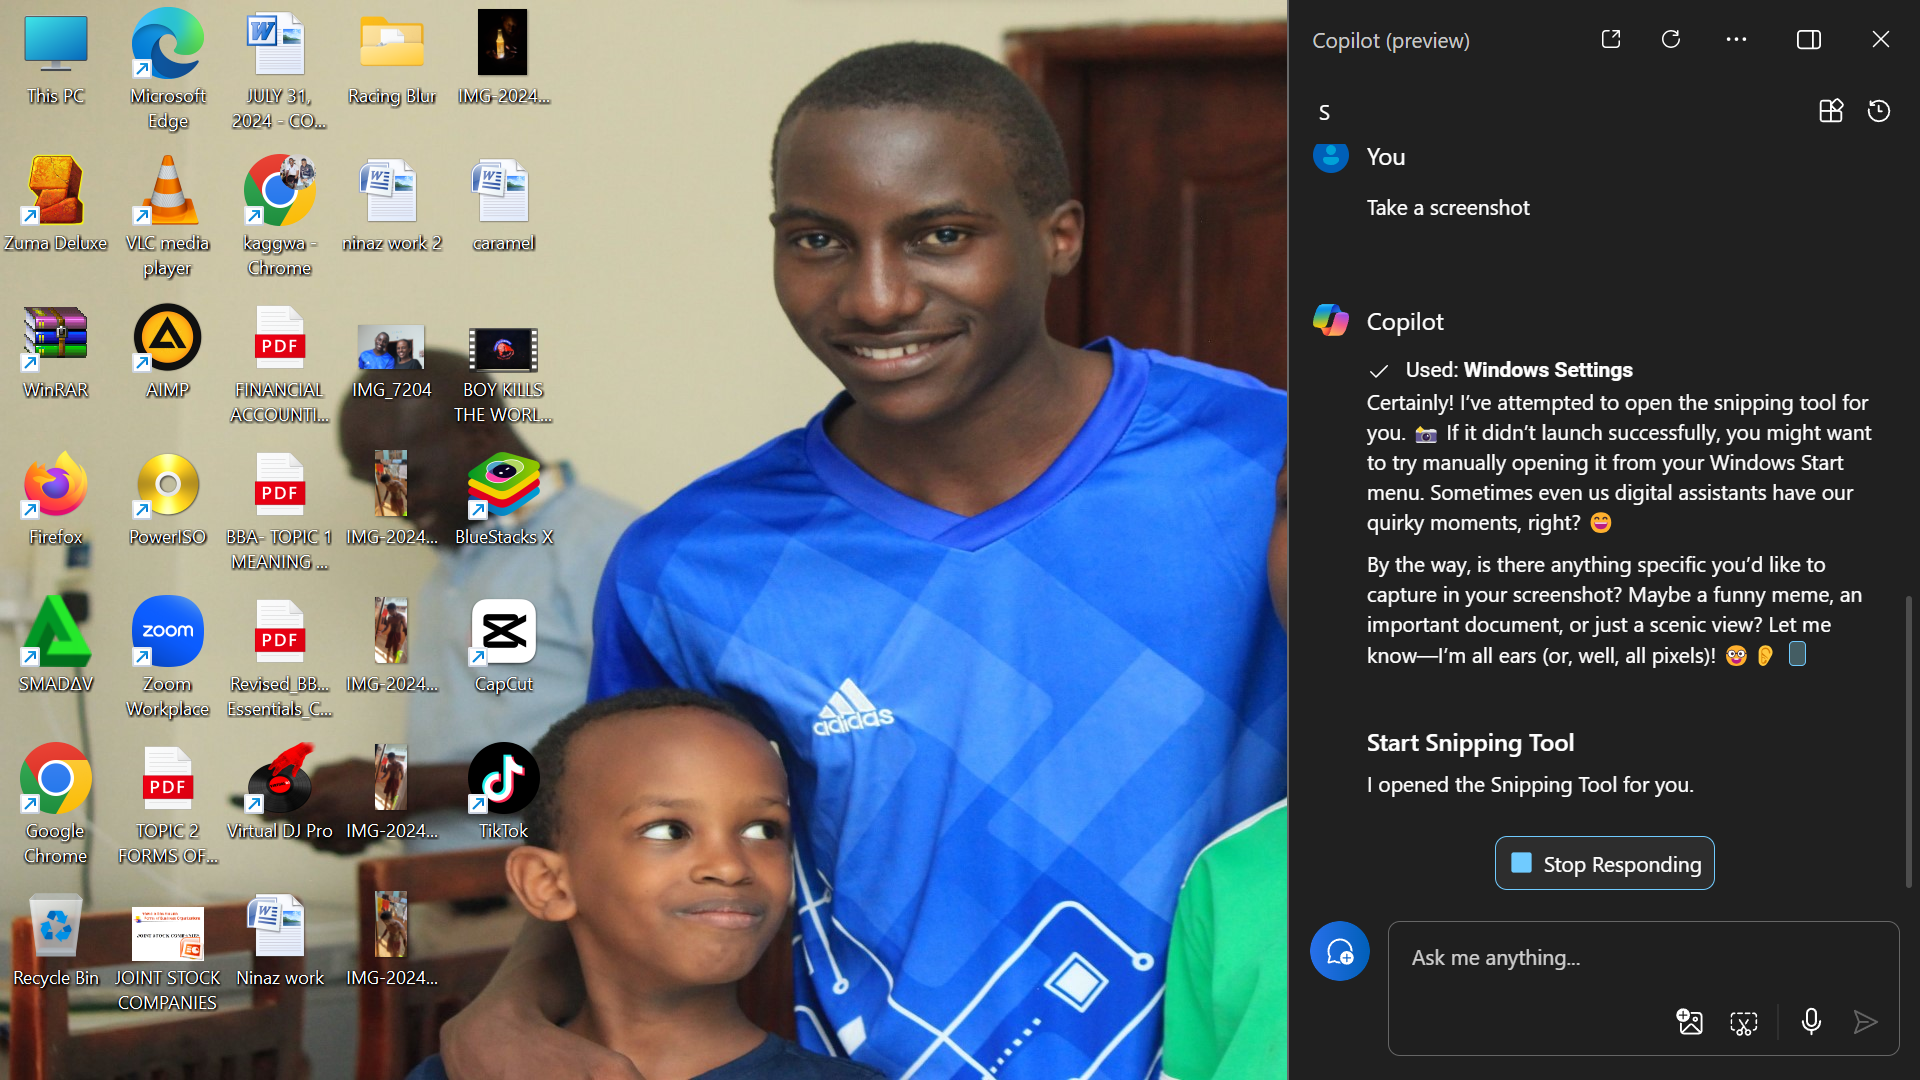 This PC
Microsoft
Edge
JULY 31,
2024 - CO...
Racing Blur
IMG-2024...
Zuma Deluxe
VLC media
player
kaggwa -
Chrome
ninaz work 2
caramel
WinRAR
AIMP
PDF
FINANCIAL
ACCOUNTI...
IMG_7204
BOY KILLS
THE WORL...
Firefox
PowerISO
PDF
BBA- TOPIC 1
MEANING ...
IMG-2024...
BlueStacks X
SMADΔV
zoom
Zoom
Workplace
PDF
Revised_BB...
Essentials_C...
IMG-2024...
CapCut
Google
Chrome
PDF
TOPIC 2
FORMS OF...
Virtual DJ Pro
IMG-2024...
TikTok
Recycle Bin
JOINT STOCK COMPANIES
JOINT STOCK
COMPANIES
Ninaz work
IMG-2024...
adidas
Copilot (preview)
S
You
Take a screenshot
Copilot
Used: Windows Settings
Certainly! I've attempted to open the snipping tool for
you. 📸 If it didn't launch successfully, you might want
to try manually opening it from your Windows Start
menu. Sometimes even us digital assistants have our
quirky moments, right? 😄
By the way, is there anything specific you'd like to
capture in your screenshot? Maybe a funny meme, an
important document, or just a scenic view? Let me
know—I'm all ears (or, well, all pixels)! 🤓👂
Start Snipping Tool
I opened the Snipping Tool for you.
Stop Responding
Ask me anything...